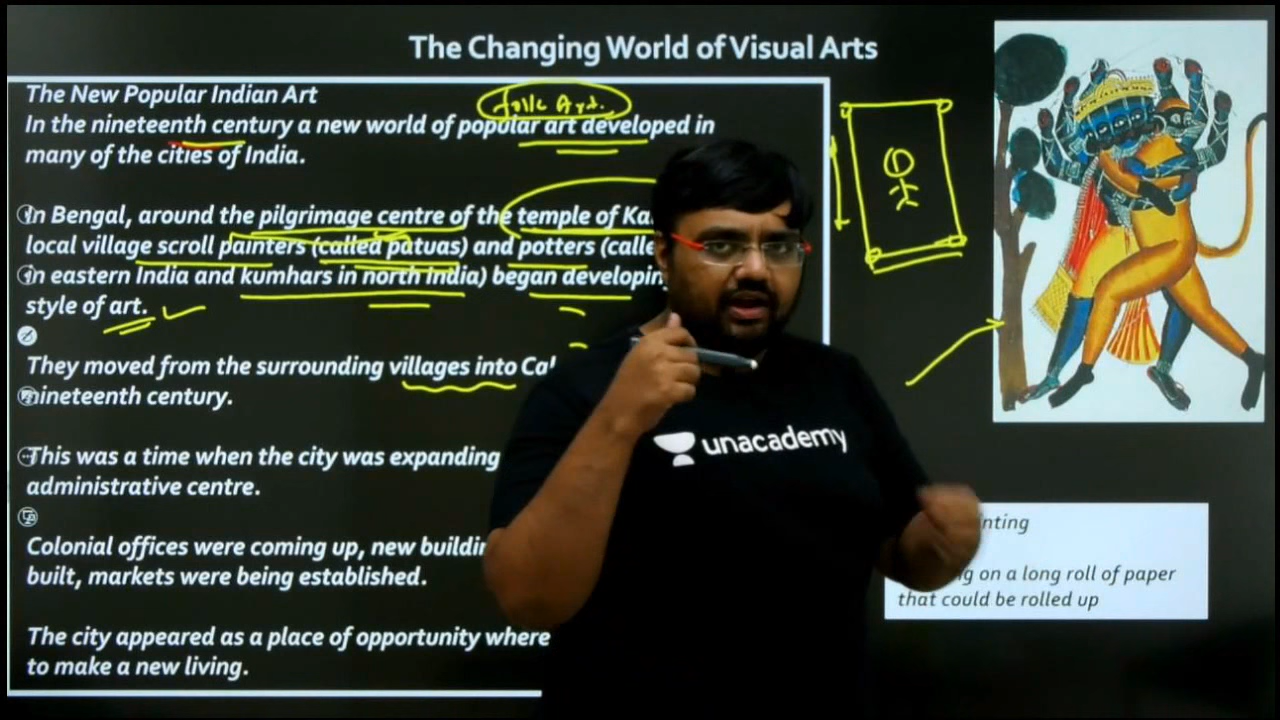 The Changing World of Visual Arts
The New Popular Indian Art
Folk Art.
In the nineteenth century a new world of popular art developed in
many of the cities of India.
In Bengal, around the pilgrimage centre of the temple of
local village scroll painters (called patuas) and potters
in eastern India and kumhars in north India) began developing
style of art.
They moved from the surrounding villages into
nineteenth century.
This was a time when the city was expanding
administrative centre.
Colonial offices were coming up, new
built, markets were being established.
The city appeared as a place of opportunity where
to make a new living.
unacademy
on a long roll of paper
that could be rolled up